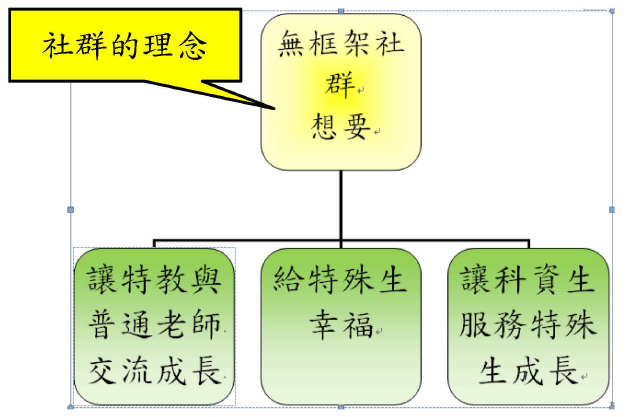 社群的理念
無框架社
群
想要
讓特教與
普通老師
交流成長
給特殊生
幸福
讓科資生
服務特殊
生成長